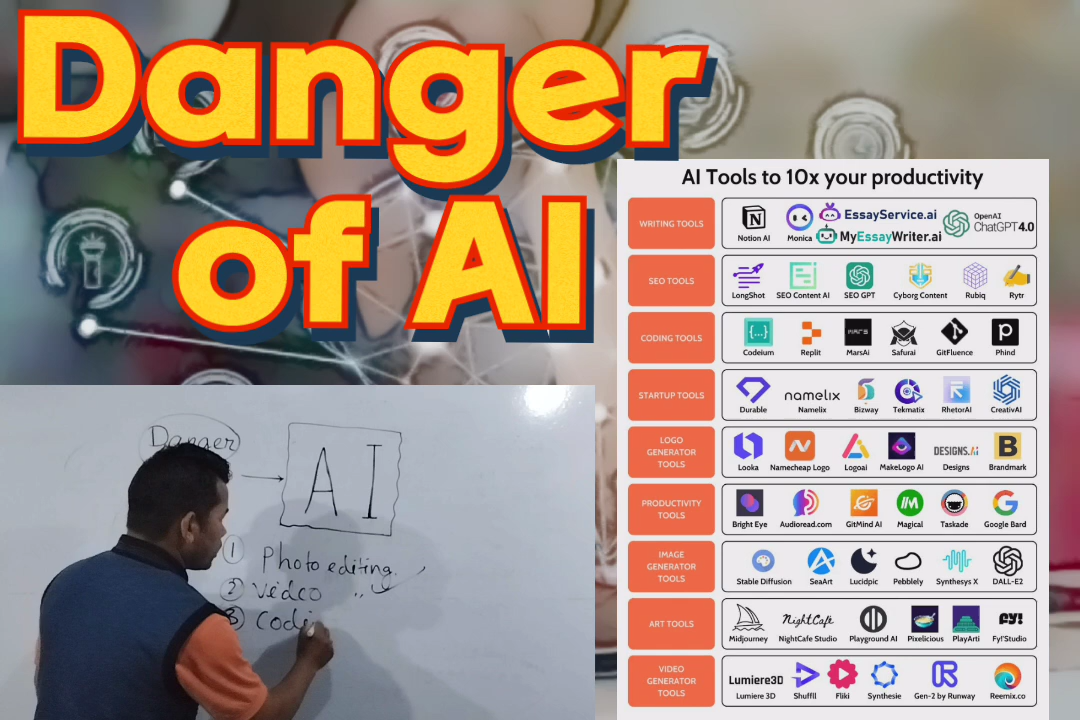 Danger
of AI
AI Tools to 10x your productivity
WRITING TOOLS
Notion AI
Monica
EssayService.ai
MyEssayWriter.ai
OpenAI
ChatGPT4.0
SEO TOOLS
LongShot
SEO Content AI
SEO GPT
Cyborg Content
Rubiq
Rytr
CODING TOOLS
{...}
Codeium
Replit
MARS
MarsAi
Safurai
GitFluence
Phind
STARTUP TOOLS
Durable
namelix
Namelix
Bizway
Tekmatix
RhetorAI
CreativAI
LOGO
GENERATOR
TOOLS
Looka
Namecheap Logo
Logoai
MakeLogo AI
DESIGNS.Ai
Designs
B
Brandmark
PRODUCTIVITY
TOOLS
Bright Eye
Audioread.com
GitMind AI
Magical
Taskade
Google Bard
IMAGE
GENERATOR
TOOLS
Stable Diffusion
SeaArt
Lucidpic
Pebblely
Synthesys X
DALL-E2
ART TOOLS
Midjourney
NightCafe
NightCafe Studio
Playground AI
Pixelicious
PlayArti
Fy!
Fy!Studio
VIDEO
GENERATOR
TOOLS
Lumiere3D
Lumiere 3D
Shuffll
Fliki
Synthesie
Gen-2 by Runway
Reemix.co
Danger
AI
1 Photo editing
2 video ,,
3 codi